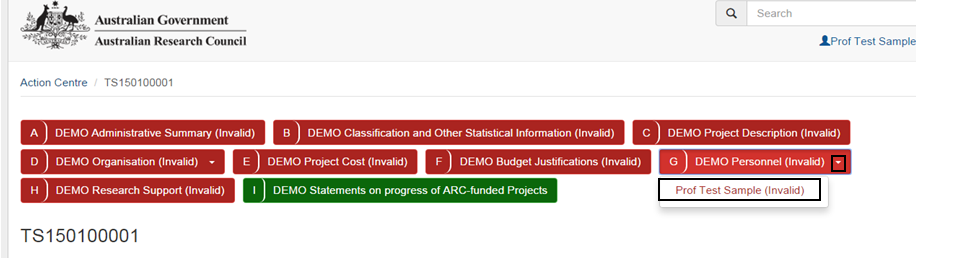 Australian Government
Search
Australian Research Council
Prof Test Sample
Action Centre / TS150100001
A DEMO Administrative Summary (Invalid) B DEMO Classification and Other Statistical Information (Invalid) C DEMO Project Description (Invalid)
D DEMO Organisation (Invalid) E DEMO Project Cost (Invalid) F DEMO Budget Justifications (Invalid) G DEMO Personnel (Invalid)
H DEMO Research Support (Invalid) I DEMO Statements on progress of ARC-funded Projects Prof Test Sample (Invalid)
TS150100001